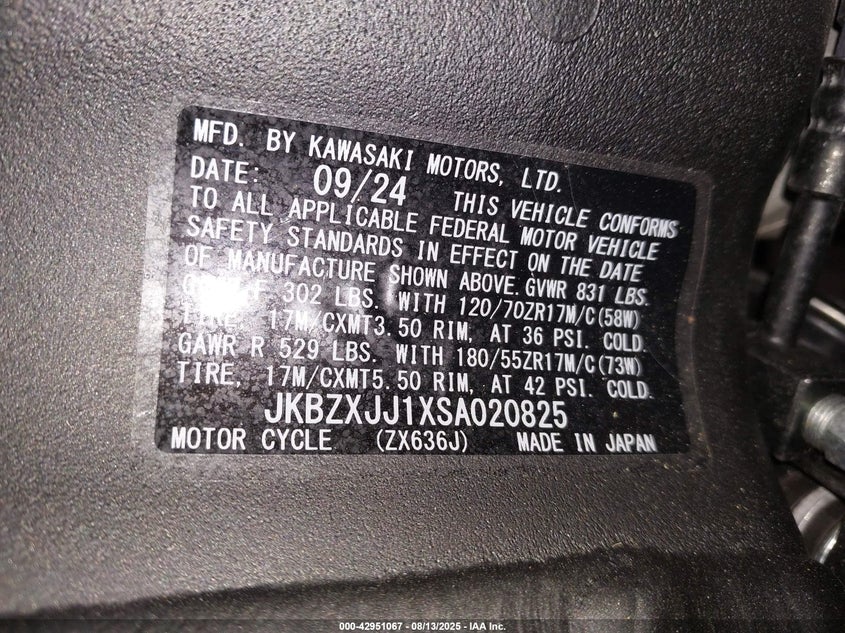 MFD. BY KAWASAKI MOTORS, LTD.
DATE: 09/24 THIS VEHICLE CONFORMS
TO ALL APPLICABLE FEDERAL MOTOR VEHICLE
SAFETY STANDARDS IN EFFECT ON THE DATE
OF MANUFACTURE SHOWN ABOVE. GVWR 831 LBS.
F 302 LBS. WITH 120/70ZR17M/C(58W)
TIRE, 17M/CXMT3.50 RIM, AT 36 PSI. COLD.
GAWR R 529 LBS. WITH 180/55ZR17M/C(73W)
TIRE, 17M/CXMT5.50 RIM, AT 42 PSI. COLD.
JKBZXJJ1XSA020825
MOTOR CYCLE (ZX636J) MADE IN JAPAN
000-42951067 - 08/13/2025 - IAA Inc.